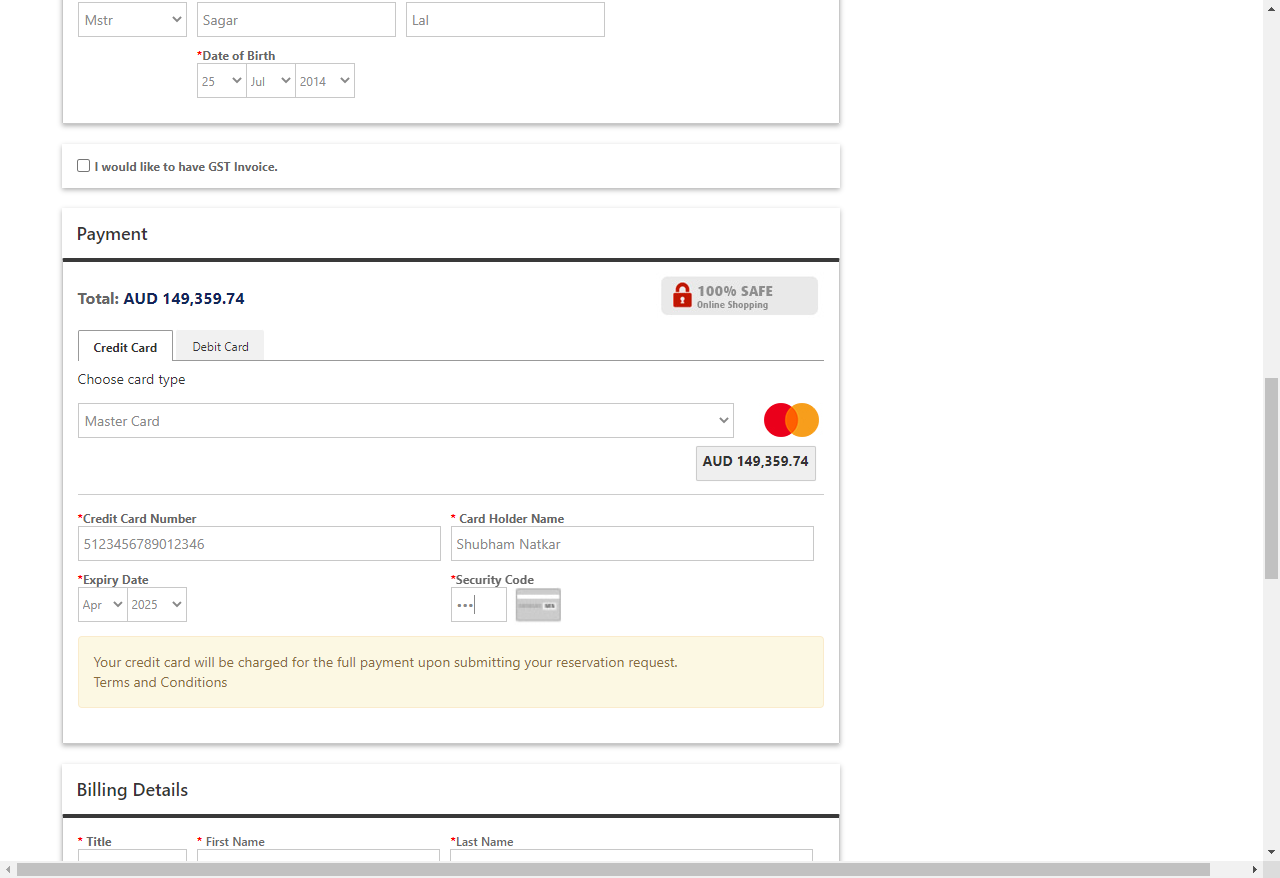 Mstr Sagar Lal
*Date of Birth
25 Jul 2014
I would like to have GST Invoice.
Payment
Total: AUD 149,359.74
100% SAFE
Online Shopping
Credit Card Debit Card
Choose card type
Master Card
AUD 149,359.74
*Credit Card Number * Card Holder Name
5123456789012346 Shubham Natkar
*Expiry Date *Security Code
Apr 2025 •••
Your credit card will be charged for the full payment upon submitting your reservation request.
Terms and Conditions
Billing Details
* Title * First Name *Last Name